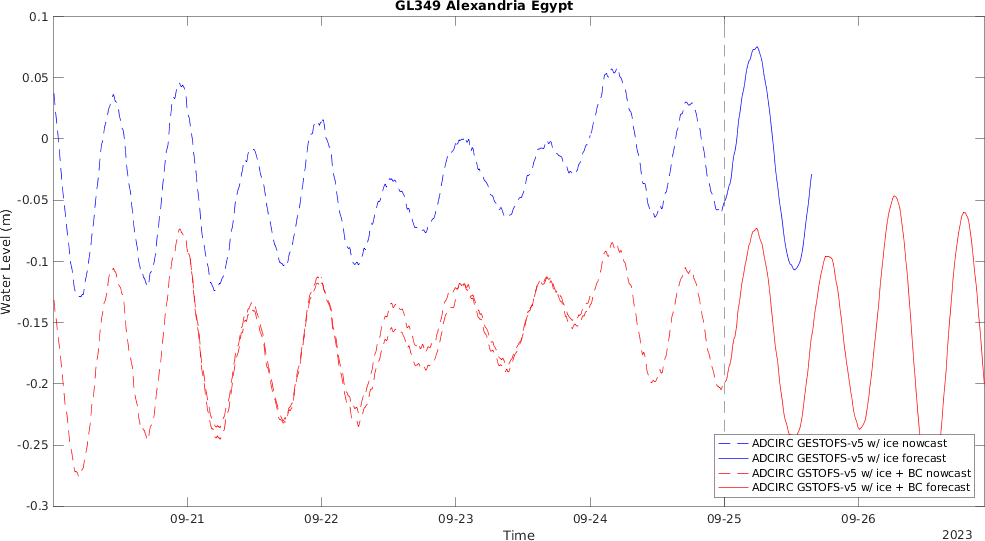 GL349 Alexandria Egypt
0.1
0.05
0
-0.05
-0.1
-0.15
-0.2
-0.25
-0.3
Water Level (m)
ADCIRC GESTOFS-v5 w/ ice nowcast
ADCIRC GESTOFS-v5 w/ ice forecast
ADCIRC GSTOFS-v5 w/ ice + BC nowcast
ADCIRC GSTOFS-v5 w/ ice + BC forecast
09-21 09-22 09-23 09-24 09-25 09-26
Time
2023